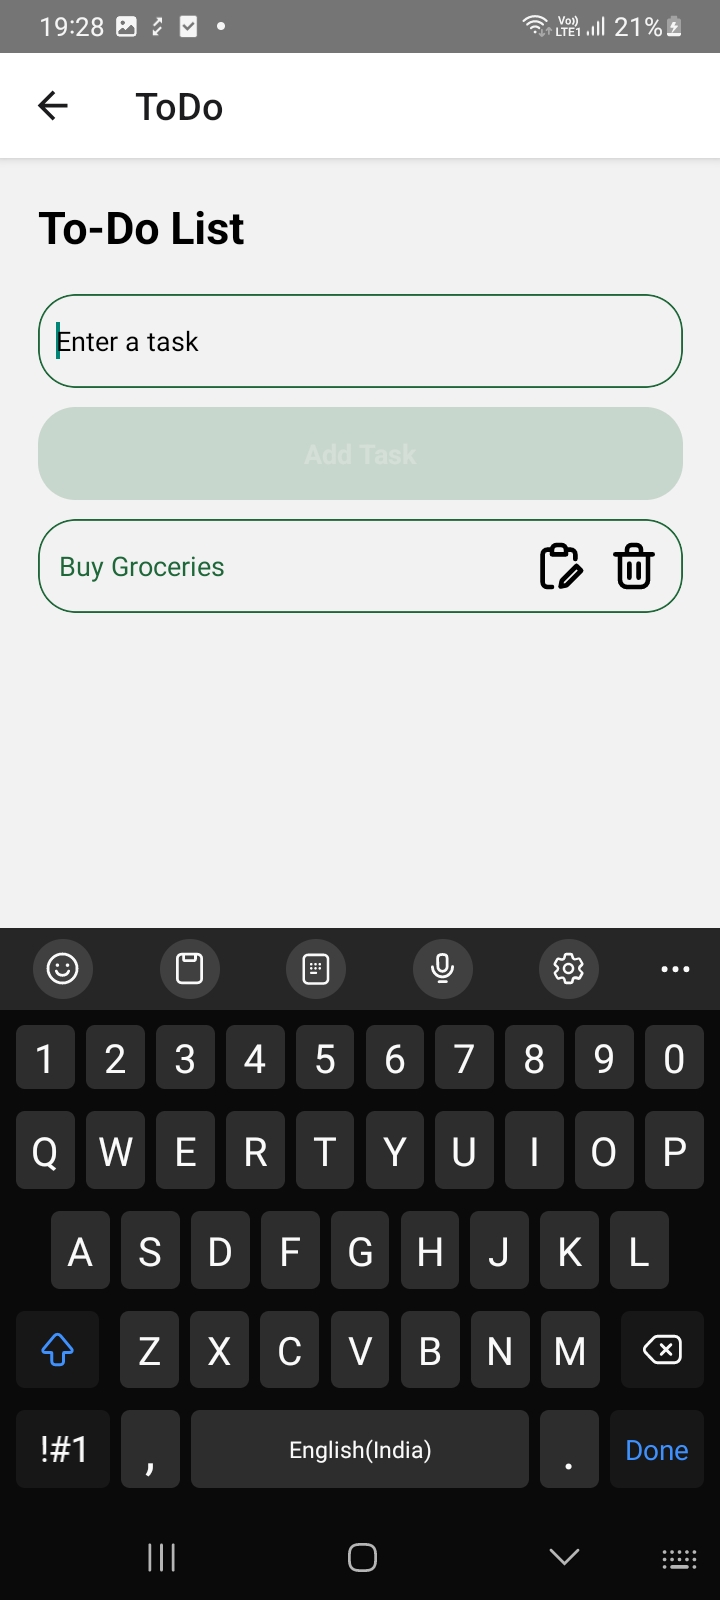 19:28 Vo)) LTE1 21%
ToDo
To-Do List
Enter a task
Add Task
Buy Groceries
1 2 3 4 5 6 7 8 9 0
Q W E R T Y U I O P
A S D F G H J K L
Z X C V B N M
!#1 , English(India) . Done